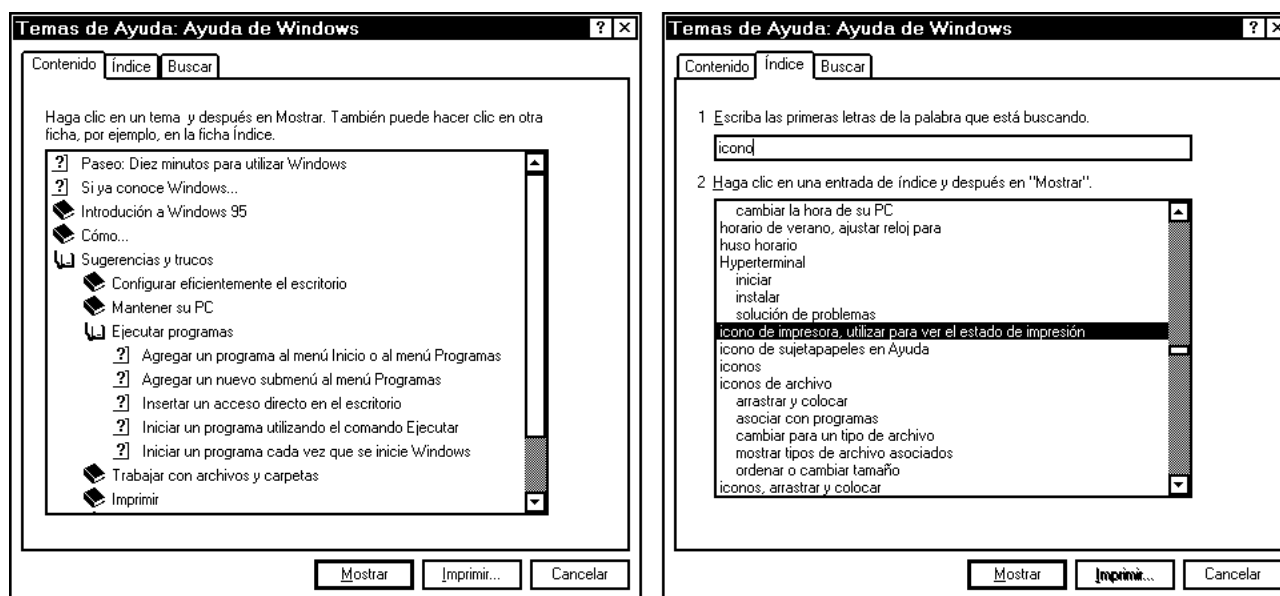 Temas de Ayuda: Ayuda de Windows
Contenido Índice Buscar
Haga clic en un tema y después en Mostrar. También puede hacer clic en otra
ficha, por ejemplo, en la ficha Índice.
Paseo: Diez minutos para utilizar Windows
Si ya conoce Windows...
Introdución a Windows 95
Cómo...
Sugerencias y trucos
Configurar eficientemente el escritorio
Mantener su PC
Ejecutar programas
Agregar un programa al menú Inicio o al menú Programas
Agregar un nuevo submenú al menú Programas
Insertar un acceso directo en el escritorio
Iniciar un programa utilizando el comando Ejecutar
Iniciar un programa cada vez que se inicie Windows
Trabajar con archivos y carpetas
Imprimir
Mostrar Imprimir... Cancelar
Temas de Ayuda: Ayuda de Windows
Contenido Índice Buscar
1 Escriba las primeras letras de la palabra que está buscando.
icono
2 Haga clic en una entrada de índice y después en "Mostrar".
cambiar la hora de su PC
horario de verano, ajustar reloj para
huso horario
Hyperterminal
iniciar
instalar
solución de problemas
icono de impresora, utilizar para ver el estado de impresión
icono de sujetapapeles en Ayuda
iconos
iconos de archivo
arrastrar y colocar
asociar con programas
cambiar para un tipo de archivo
mostrar tipos de archivo asociados
ordenar o cambiar tamaño
iconos, arrastrar y colocar
Mostrar Imprimir... Cancelar